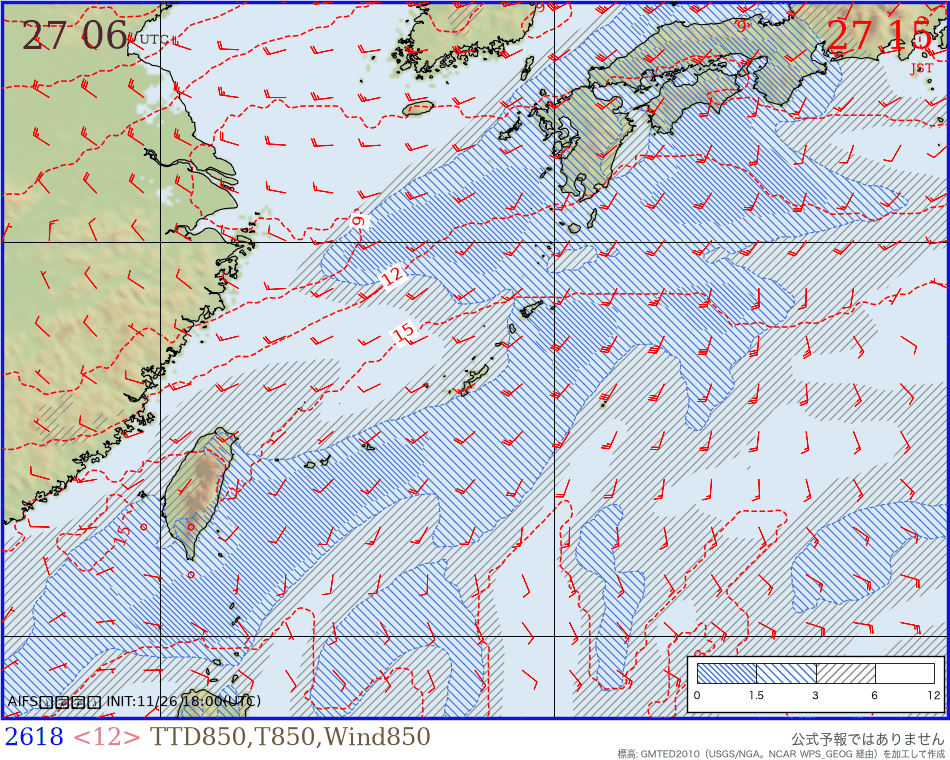 27 06 UTC
27 15
JST
9
9
9
12
15
15
AIFS INIT:11/26 18:00(UTC)
0 1.5 3 6 12
2618 <12> TTD850,T850,Wind850
公式予報ではありません
標高: GMTED2010（USGS/NGA。NCAR WPS_GEOG 経由）を加工して作成